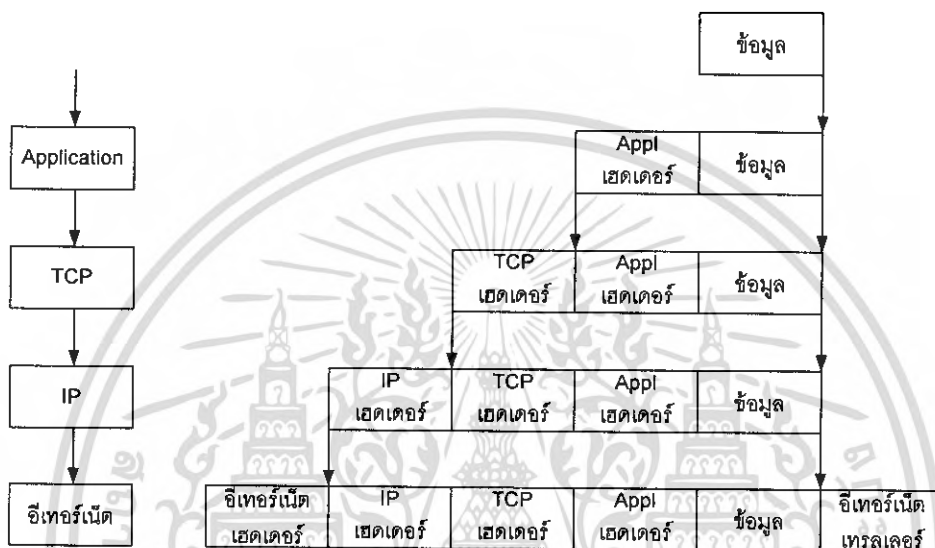 ข้อมูล
Application
Appl ข้อมูล
เฮดเดอร์
TCP
TCP Appl ข้อมูล
เฮดเดอร์ เฮดเดอร์
IP
IP TCP Appl ข้อมูล
เฮดเดอร์ เฮดเดอร์ เฮดเดอร์
อีเทอร์เน็ต
อีเทอร์เน็ต IP TCP Appl ข้อมูล อีเทอร์เน็ต
เฮดเดอร์ เฮดเดอร์ เฮดเดอร์ เฮดเดอร์ เทรลเลอร์